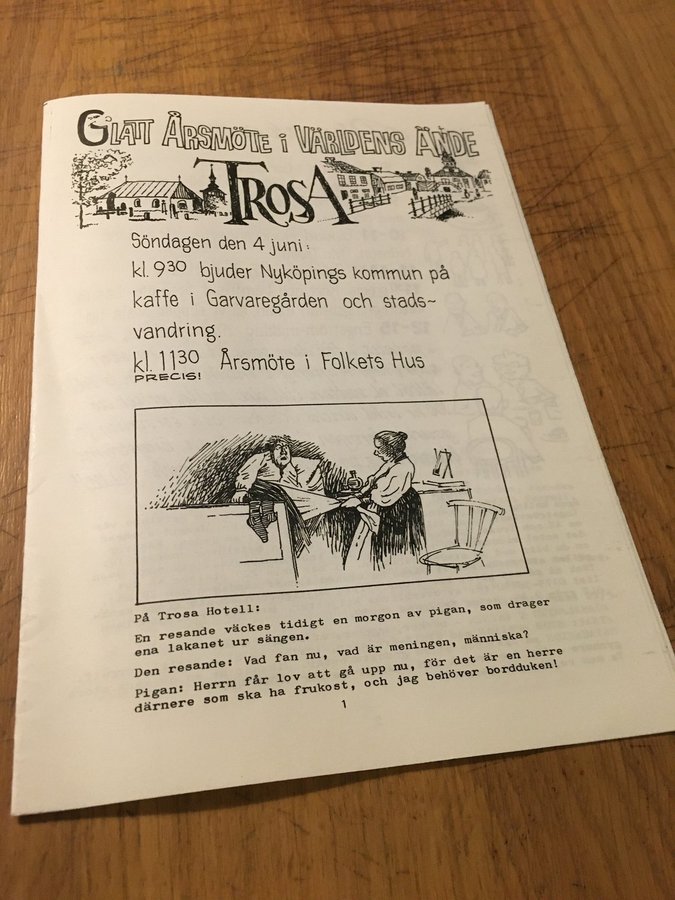 GLATT ÅRSMÖTE i VÄRLDENS ÄNDE
TROSA
Söndagen den 4 juni:
kl. 930 bjuder Nyköpings kommun på
kaffe i Garvaregården och stads~
vandring.
kl. 1130 Årsmöte i Folkets Hus
PRECIS!
På Trosa Hotell:
En resande väckes tidigt en morgon av pigan, som drager
ena lakanet ur sängen.
Den resande: Vad fan nu, vad är meningen, människa?
Pigan: Herrn får lov att gå upp nu, för det är en herre
därnere som ska ha frukost, och jag behöver bordduken!
1